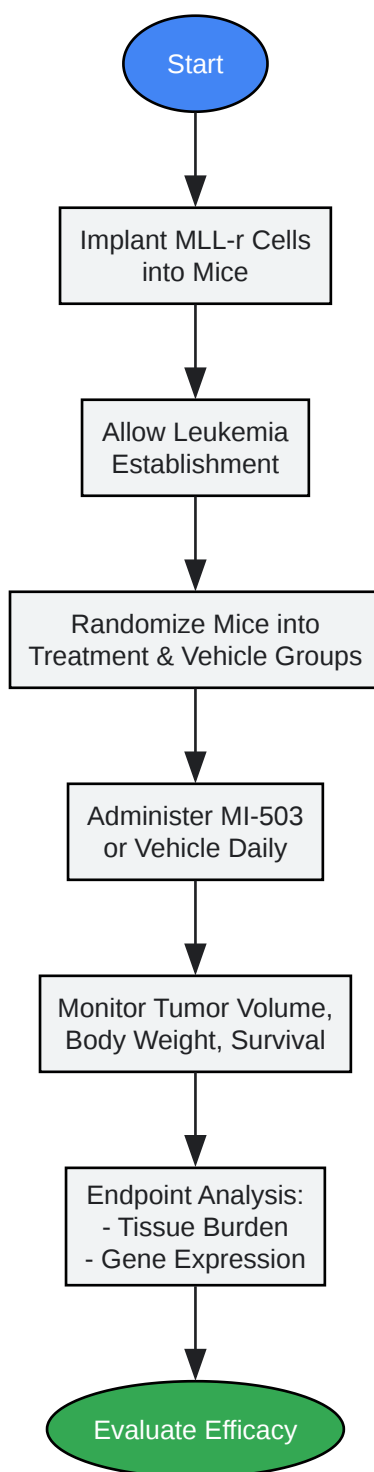 Start
Implant MLL-r Cells
into Mice
Allow Leukemia
Establishment
Randomize Mice into
Treatment & Vehicle Groups
Administer MI-503
or Vehicle Daily
Monitor Tumor Volume,
Body Weight, Survival
Endpoint Analysis:
- Tissue Burden
- Gene Expression
Evaluate Efficacy